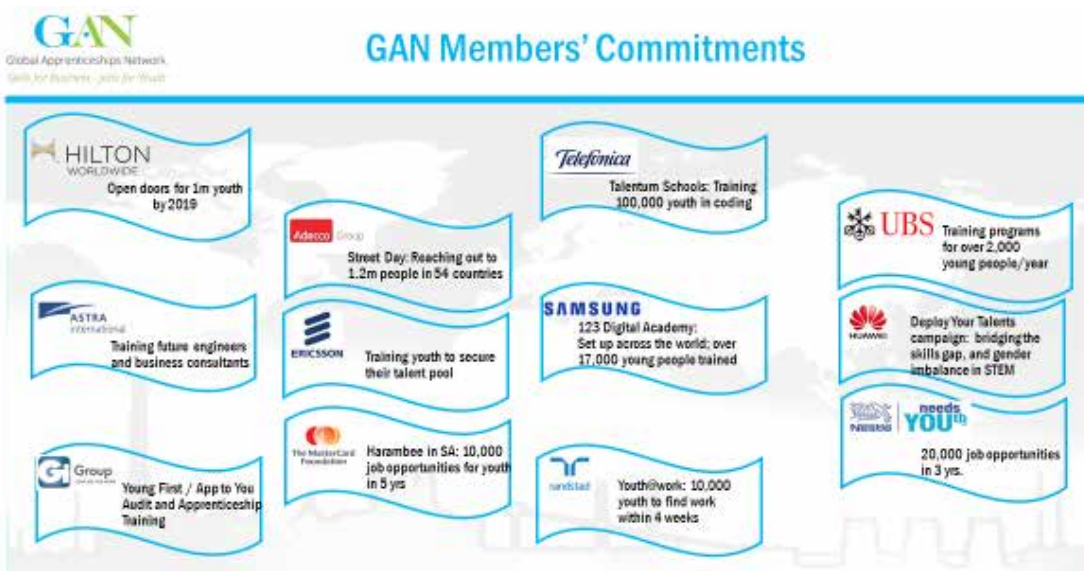 GAN
Global Apprenticeships Network
Skills for Business - Jobs for Youth
GAN Members' Commitments
HILTON
WORLDWIDE
Open doors for 1m youth
by 2019
Adecco Group
Street Day: Reaching out to
1.2m people in 54 countries
Telefónica
Talentum Schools: Training
100,000 youth in coding
UBS
Training programs
for over 2,000
young people/year
ASTRA
international
Training future engineers
and business consultants
ERICSSON
Training youth to secure
their talent pool
SAMSUNG
123 Digital Academy:
Set up across the world; over
17,000 young people trained
HUAWEI
Deploy Your Talents
campaign: bridging the
skills gap, and gender
imbalance in STEM
Gi Group
Young First / App to You
Audit and Apprenticeship
Training
The MasterCard
Foundation
Harambee in SA: 10,000
job opportunities for youth
in 5 yrs
randstad
Youth@work: 10,000
youth to find work
within 4 weeks
Nestlé
needs
YOUth
20,000 job opportunities
in 3 yrs.